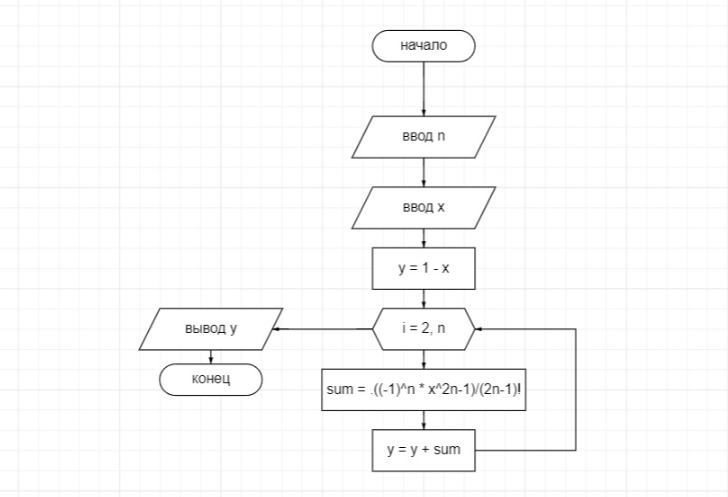 начало
ввод n
ввод x
y = 1 - x
i = 2, n
вывод y
конец
sum = .((-1)^n * x^2n-1)/(2n-1)!
y = y + sum